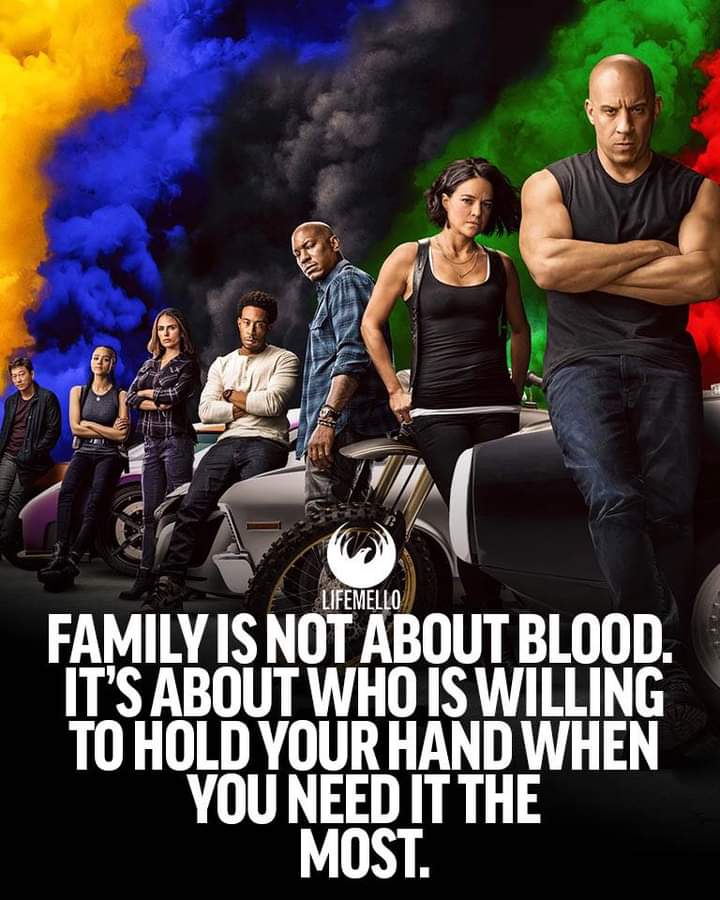 LIFEMELLO
FAMILY IS NOT ABOUT BLOOD.
IT'S ABOUT WHO IS WILLING
TO HOLD YOUR HAND WHEN
YOU NEED IT THE
MOST.